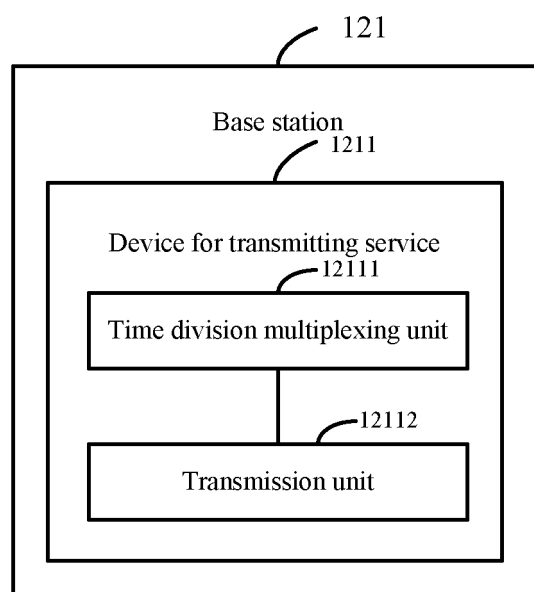 121
Base station
1211
Device for transmitting service
12111
Time division multiplexing unit
12112
Transmission unit